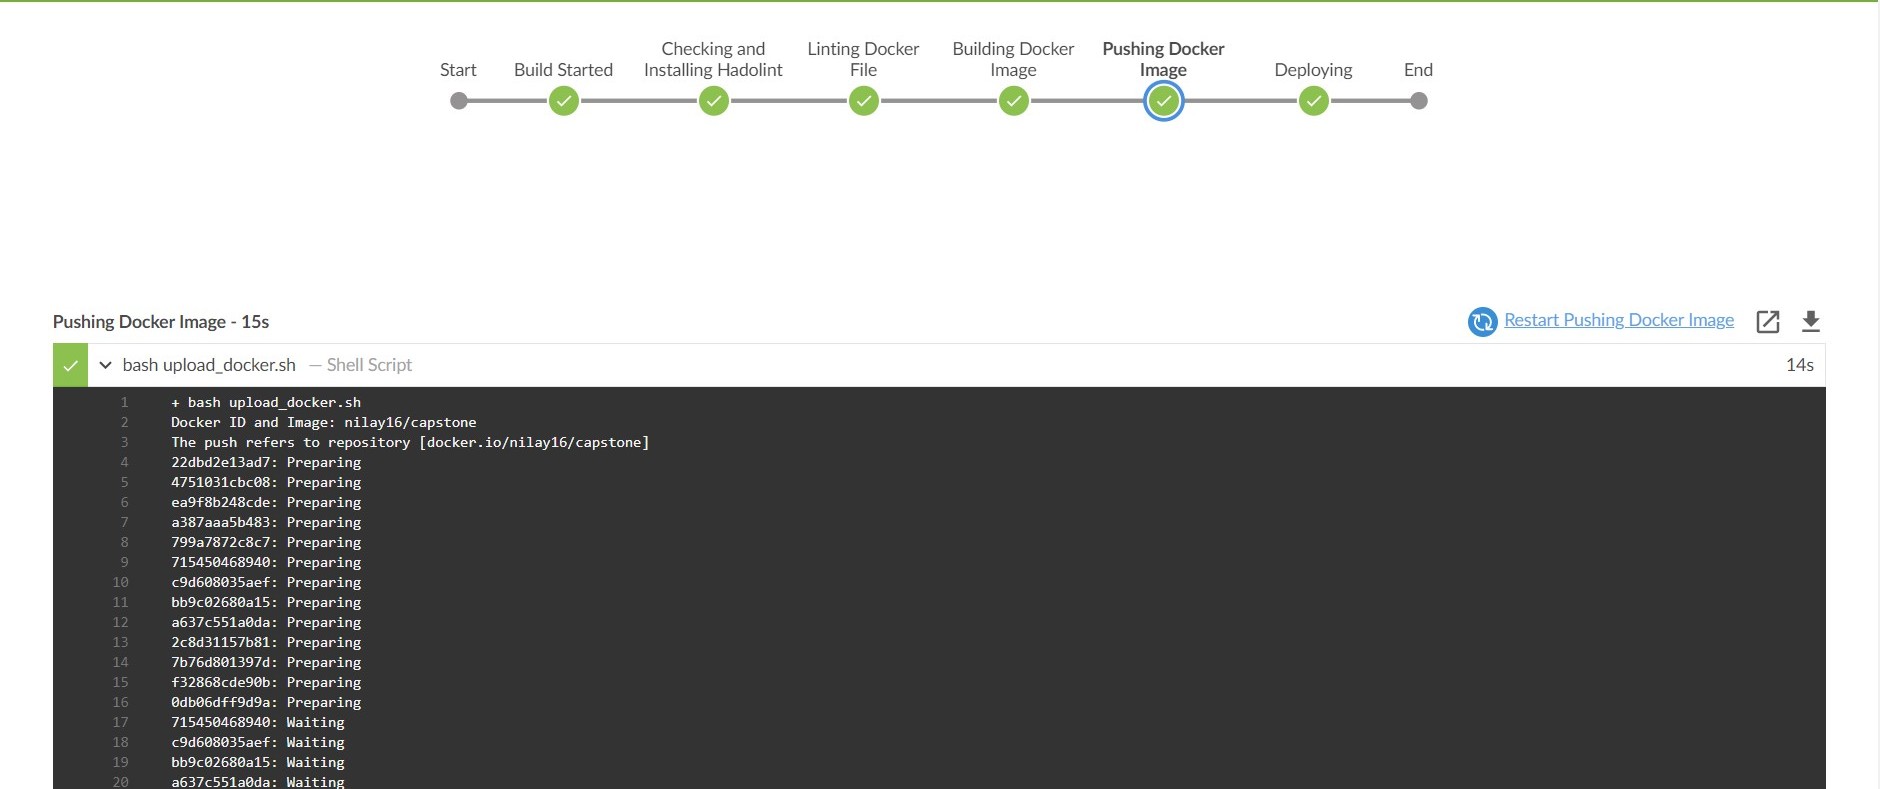 Start
Build Started
Checking and
Installing Hadolint
Linting Docker
File
Building Docker
Image
Pushing Docker
Image
Deploying
End
Pushing Docker Image - 15s
Restart Pushing Docker Image
bash upload_docker.sh — Shell Script
14s
1 + bash upload_docker.sh
2 Docker ID and Image: nilay16/capstone
3 The push refers to repository [docker.io/nilay16/capstone]
4 22dbd2e13ad7: Preparing
5 4751031cbc08: Preparing
6 ea9f8b248cde: Preparing
7 a387aaa5b483: Preparing
8 799a7872c8c7: Preparing
9 715450468940: Preparing
10 c9d608035aef: Preparing
11 bb9c02680a15: Preparing
12 a637c551a0da: Preparing
13 2c8d31157b81: Preparing
14 7b76d801397d: Preparing
15 f32868cde90b: Preparing
16 0db06dff9d9a: Preparing
17 715450468940: Waiting
18 c9d608035aef: Waiting
19 bb9c02680a15: Waiting
20 a637c551a0da: Waiting